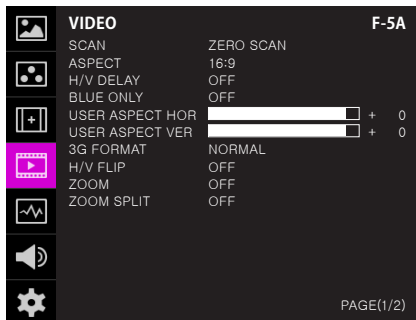 VIDEO F-5A
SCAN ZERO SCAN
ASPECT 16:9
H/V DELAY OFF
BLUE ONLY OFF
USER ASPECT HOR + 0
USER ASPECT VER + 0
3G FORMAT NORMAL
H/V FLIP OFF
ZOOM OFF
ZOOM SPLIT OFF
PAGE(1/2)